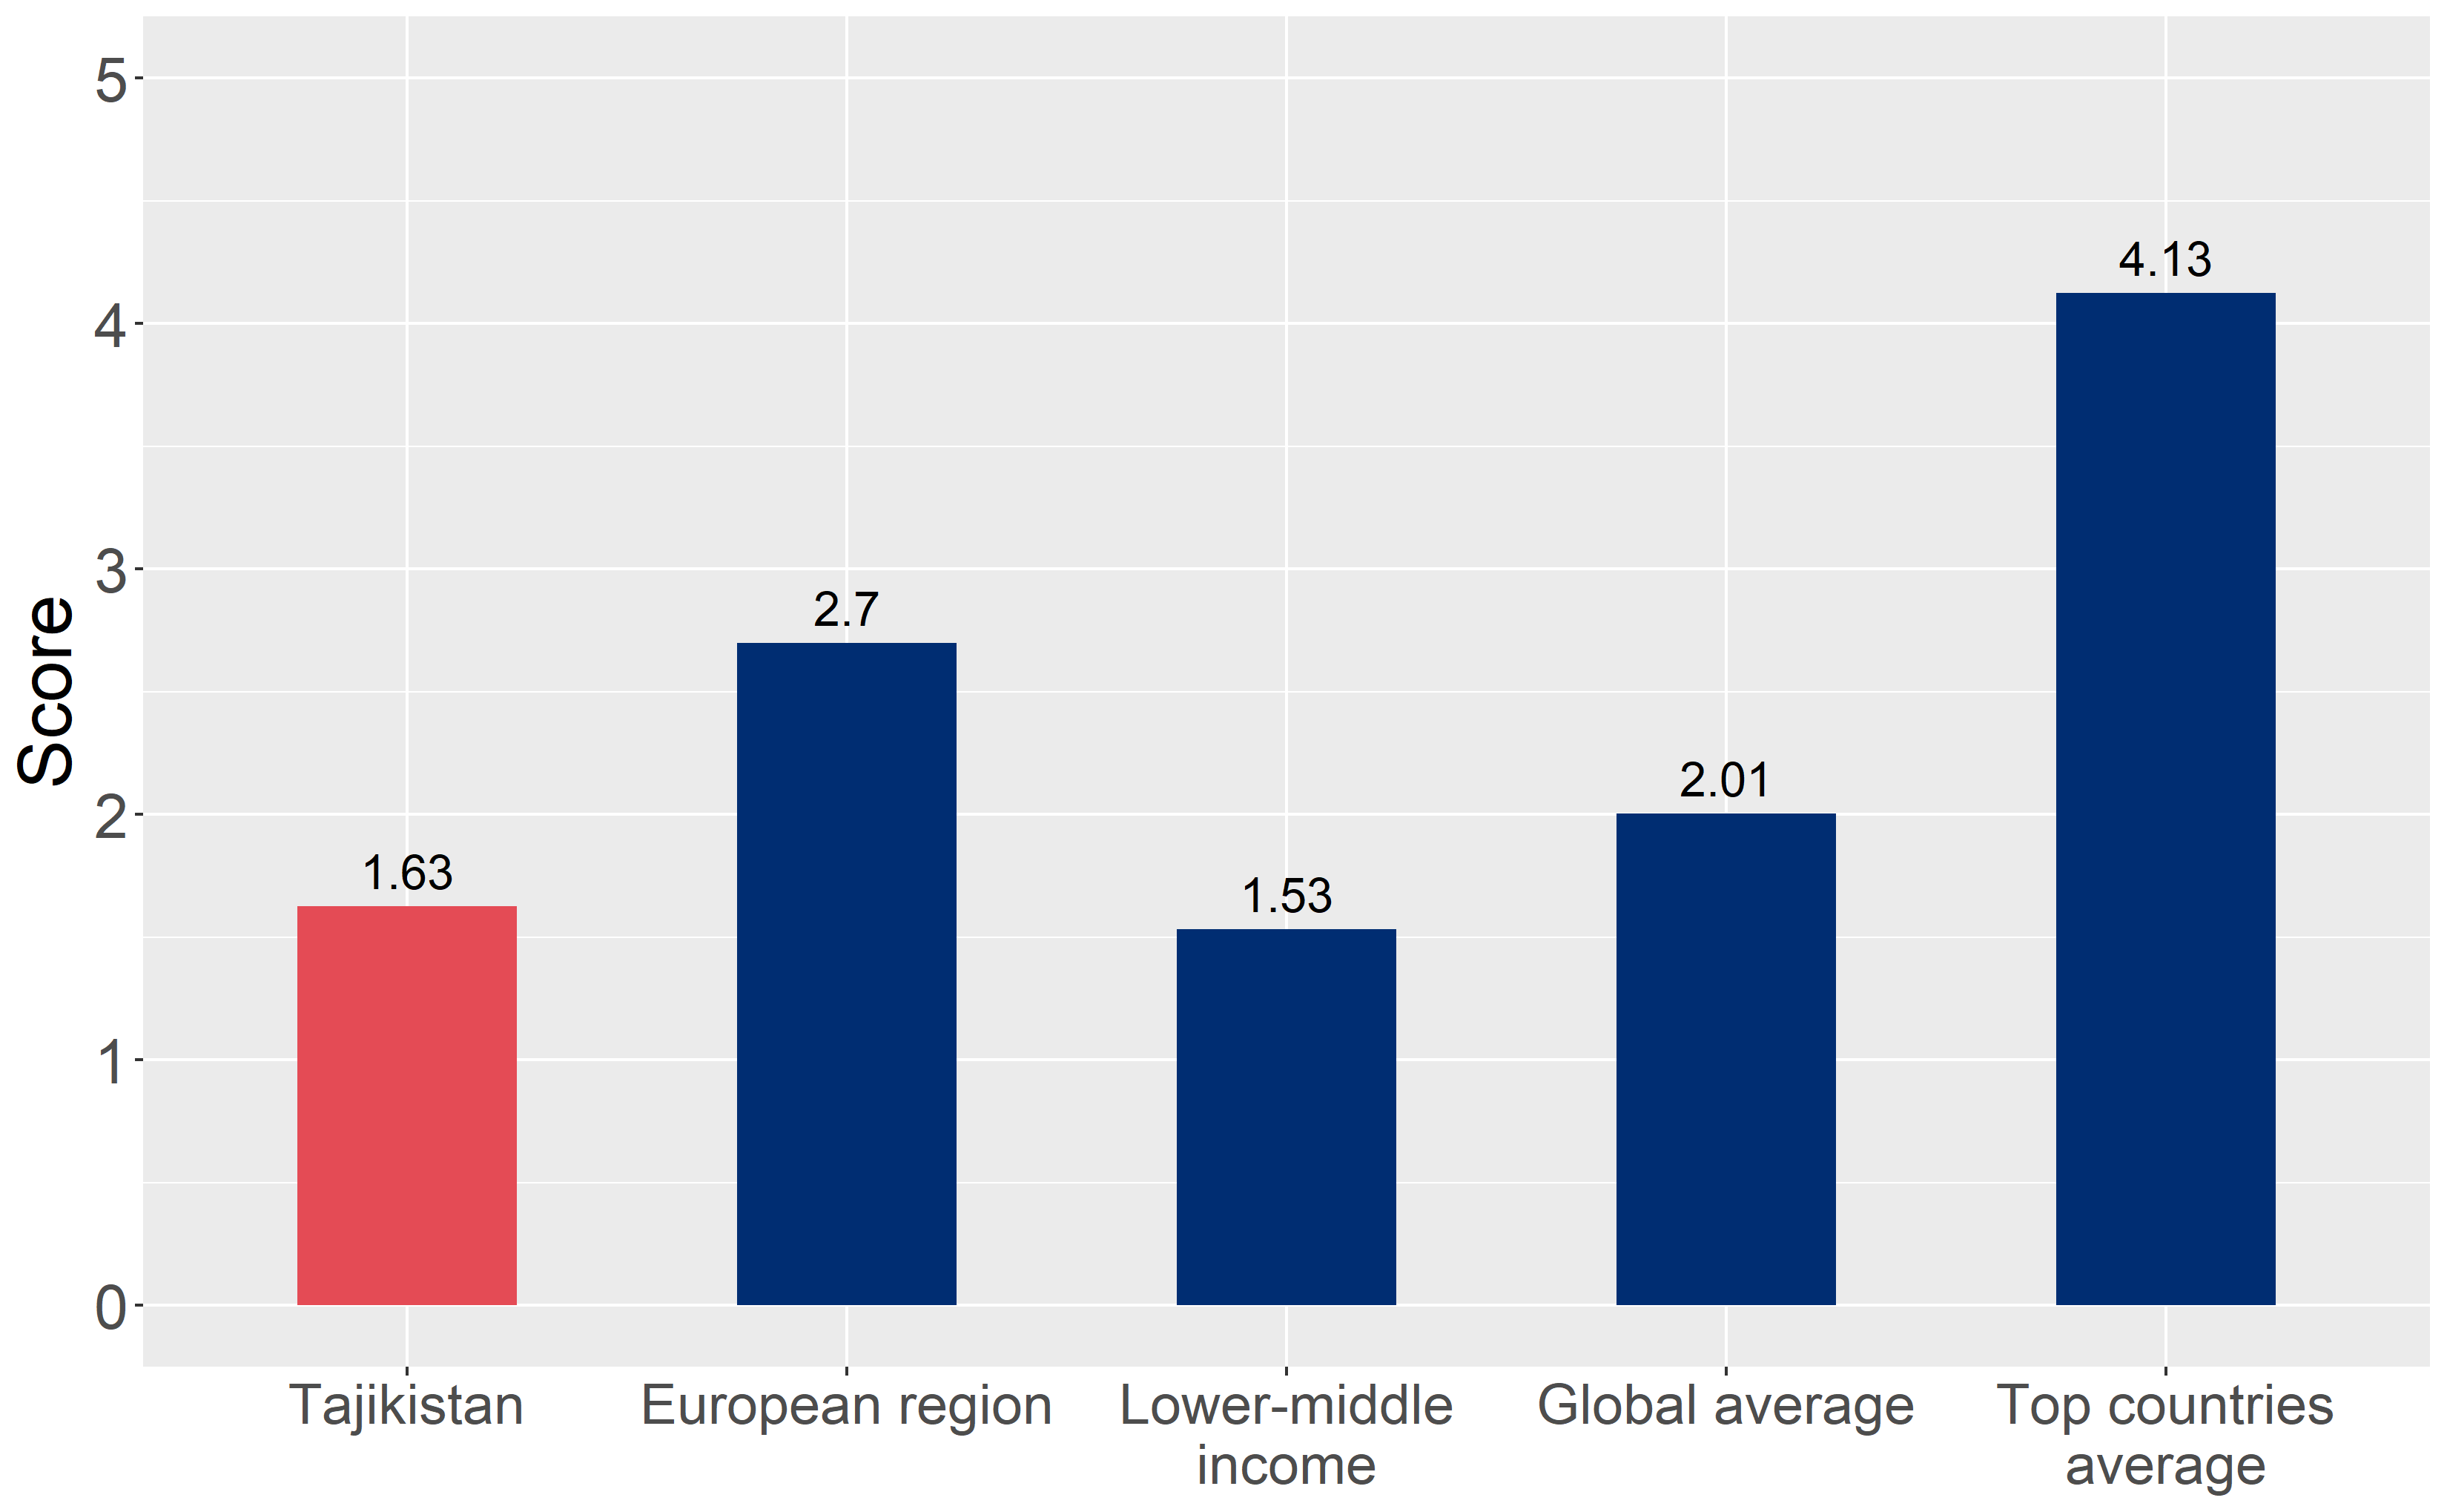 Score
5
4
3
2
1
0
1.63
2.7
1.53
2.01
4.13
Tajikistan
European region
Lower-middle
income
Global average
Top countries
average